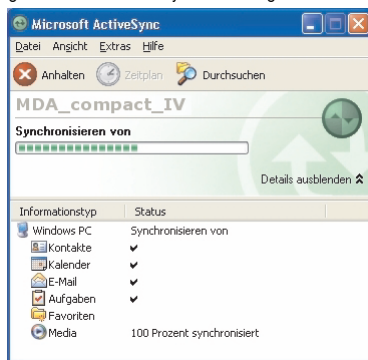 Microsoft ActiveSync
Datei Ansicht Extras Hilfe
Anhalten Zeitplan Durchsuchen
MDA_compact_IV
Synchronisieren von
Details ausblenden
Informationstyp Status
Windows PC Synchronisieren von
Kontakte
Kalender
E-Mail
Aufgaben
Favoriten
Media 100 Prozent synchronisiert